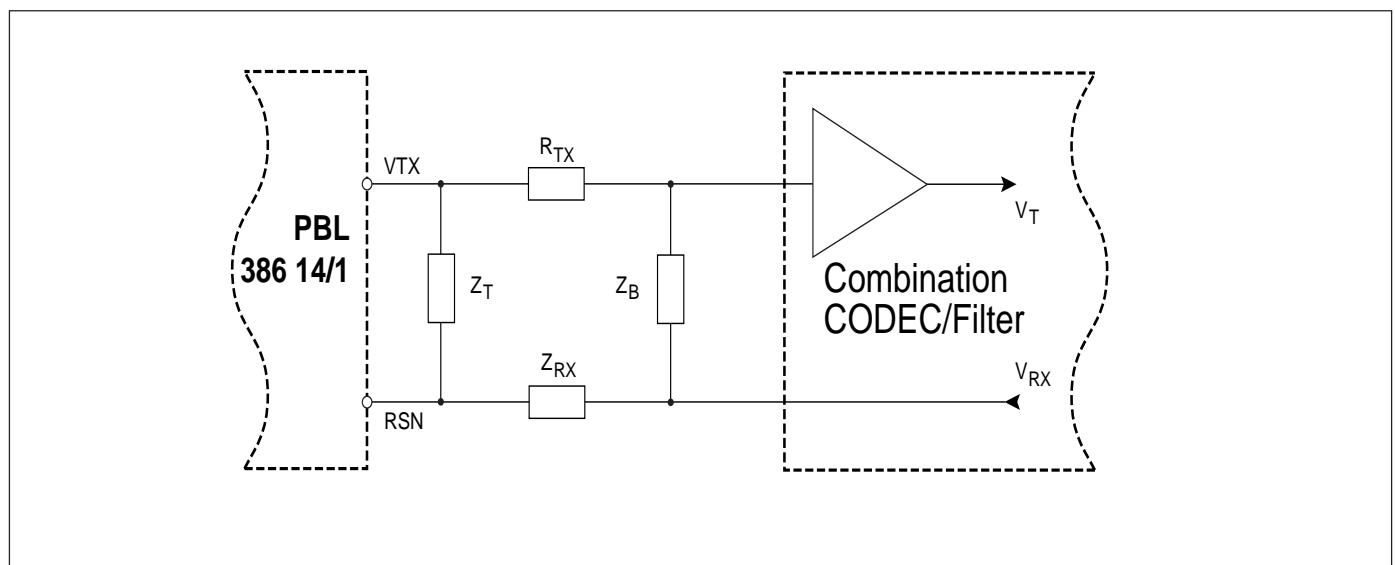 VTX
R_TX
PBL
386 14/1
Z_T
Z_B
Z_RX
RSN
V_T
Combination
CODEC/Filter
V_RX